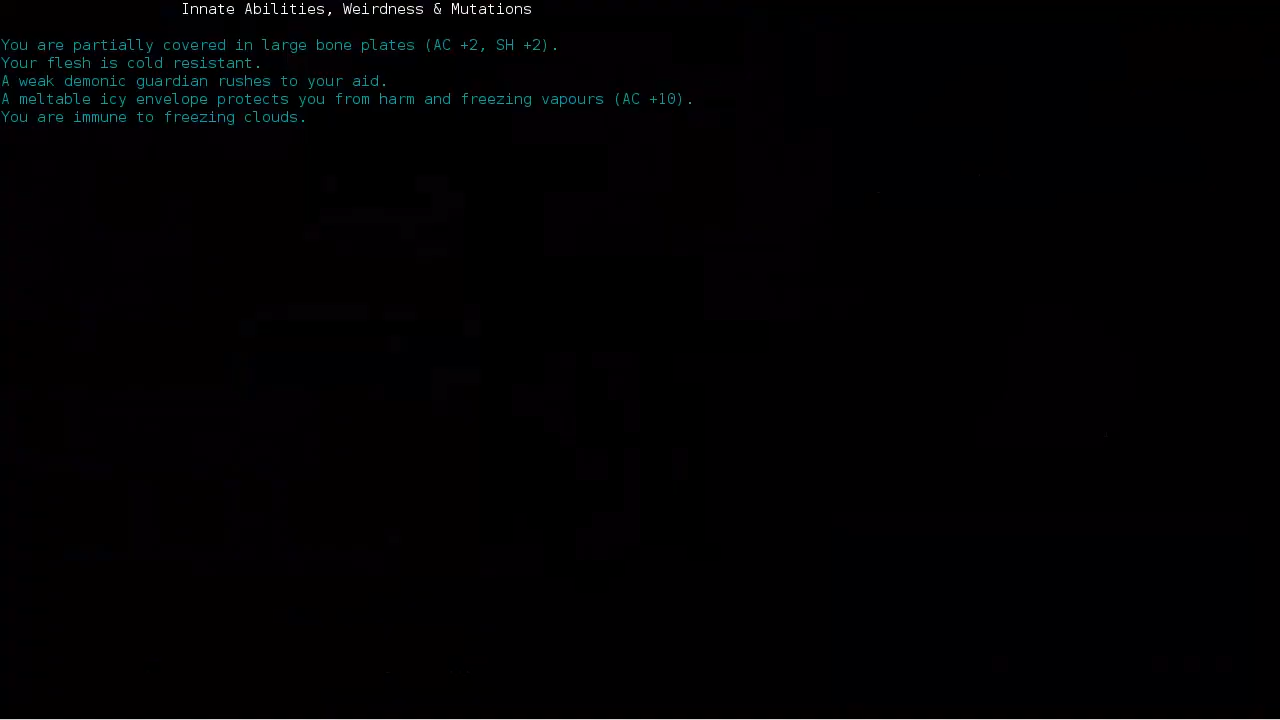 Innate Abilities, Weirdness & Mutations
You are partially covered in large bone plates (AC +2, SH +2).
Your flesh is cold resistant.
A weak demonic guardian rushes to your aid.
A meltable icy envelope protects you from harm and freezing vapours (AC +10).
You are immune to freezing clouds.